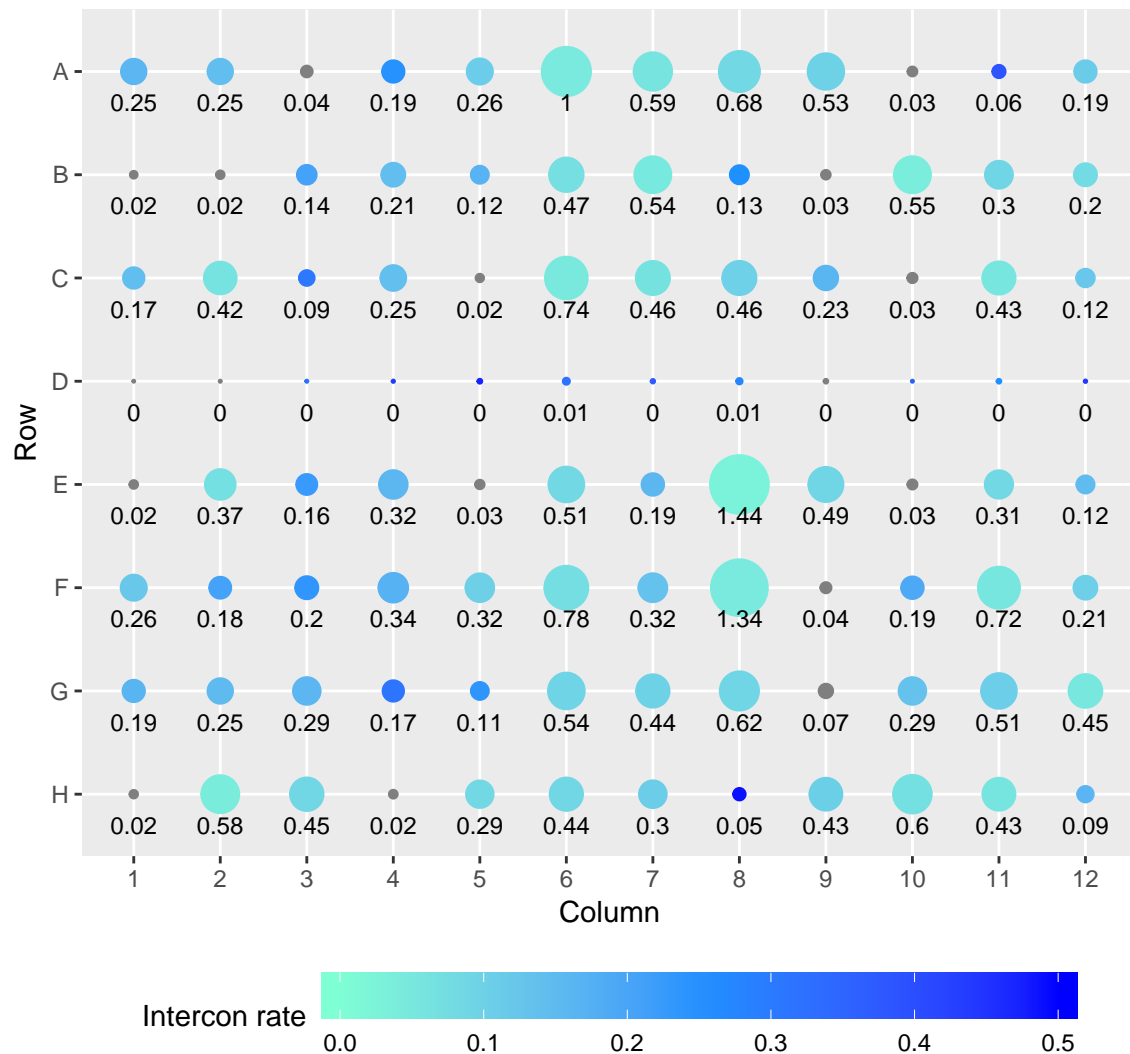 A
0.25 0.25 0.04 0.19 0.26 1 0.59 0.68 0.53 0.03 0.06 0.19
B
0.02 0.02 0.14 0.21 0.12 0.47 0.54 0.13 0.03 0.55 0.3 0.2
C
0.17 0.42 0.09 0.25 0.02 0.74 0.46 0.46 0.23 0.03 0.43 0.12
D
0 0 0 0 0 0.01 0 0.01 0 0 0 0
Row
E
0.02 0.37 0.16 0.32 0.03 0.51 0.19 1.44 0.49 0.03 0.31 0.12
F
0.26 0.18 0.2 0.34 0.32 0.78 0.32 1.34 0.04 0.19 0.72 0.21
G
0.19 0.25 0.29 0.17 0.11 0.54 0.44 0.62 0.07 0.29 0.51 0.45
H
0.02 0.58 0.45 0.02 0.29 0.44 0.3 0.05 0.43 0.6 0.43 0.09
1 2 3 4 5 6 7 8 9 10 11 12
Column
Intercon rate
0.0 0.1 0.2 0.3 0.4 0.5